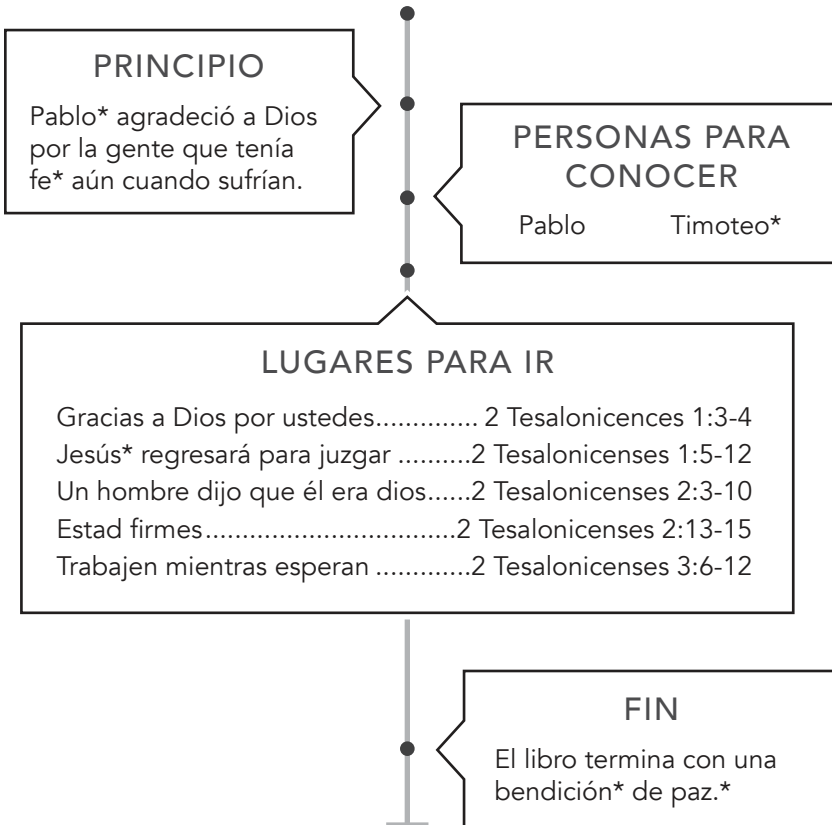 PRINCIPIO
Pablo* agradeció a Dios
por la gente que tenía
fe* aún cuando sufrían.
PERSONAS PARA
CONOCER
Pablo Timoteo*
LUGARES PARA IR
Gracias a Dios por ustedes.............. 2 Tesalonicences 1:3-4
Jesús* regresará para juzgar ..........2 Tesalonicenses 1:5-12
Un hombre dijo que él era dios......2 Tesalonicenses 2:3-10
Estad firmes.................................2 Tesalonicenses 2:13-15
Trabajen mientras esperan .............2 Tesalonicenses 3:6-12
FIN
El libro termina con una
bendición* de paz.*